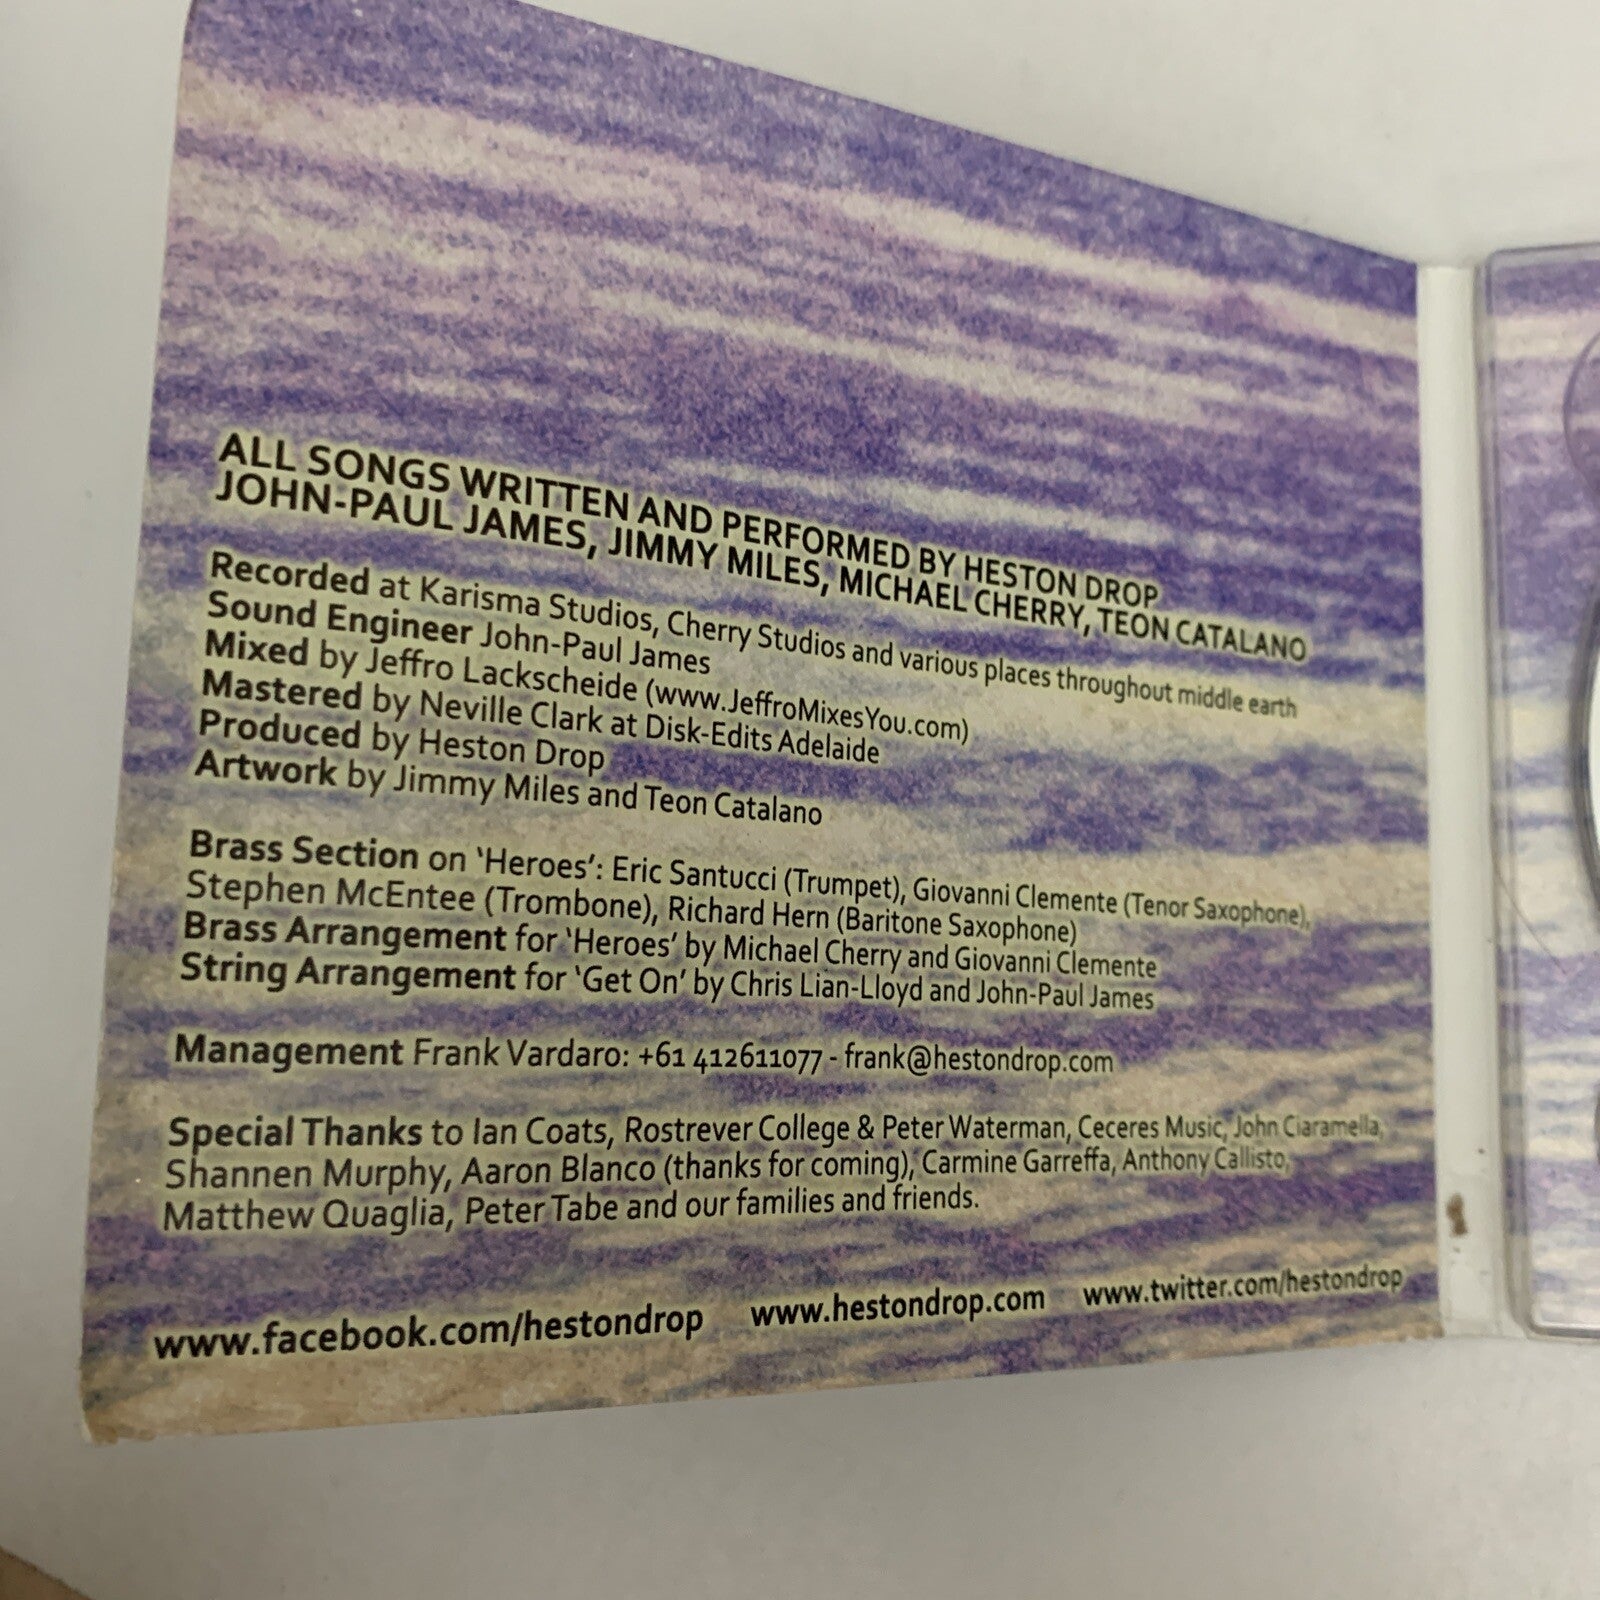 ALL SONGS WRITTEN AND PERFORMED BY HESTON DROP
JOHN-PAUL JAMES, JIMMY MILES, MICHAEL CHERRY, TEON CATALANO
Recorded at Karisma Studios, Cherry Studios and various places throughout middle earth
Sound Engineer John-Paul James
Mixed by Jeffro Lackscheide (www.JeffroMixesYou.com)
Mastered by Neville Clark at Disk-Edits Adelaide
Produced by Heston Drop
Artwork by Jimmy Miles and Teon Catalano
Brass Section on ‘Heroes’: Eric Santucci (Trumpet), Giovanni Clemente (Tenor Saxophone),
Stephen McEntee (Trombone), Richard Hern (Baritone Saxophone)
Brass Arrangement for ‘Heroes’ by Michael Cherry and Giovanni Clemente
String Arrangement for ‘Get On’ by Chris Lian-Lloyd and John-Paul James
Management Frank Vardaro: +61 412611077 - frank@hestondrop.com
Special Thanks to Ian Coats, Rostrever College & Peter Waterman, Ceceres Music, John Ciaramella,
Shannen Murphy, Aaron Blanco (thanks for coming), Carmine Garreffa, Anthony Callisto,
Matthew Quaglia, Peter Tabe and our families and friends.
www.facebook.com/hestondrop www.hestondrop.com www.twitter.com/hestondrop